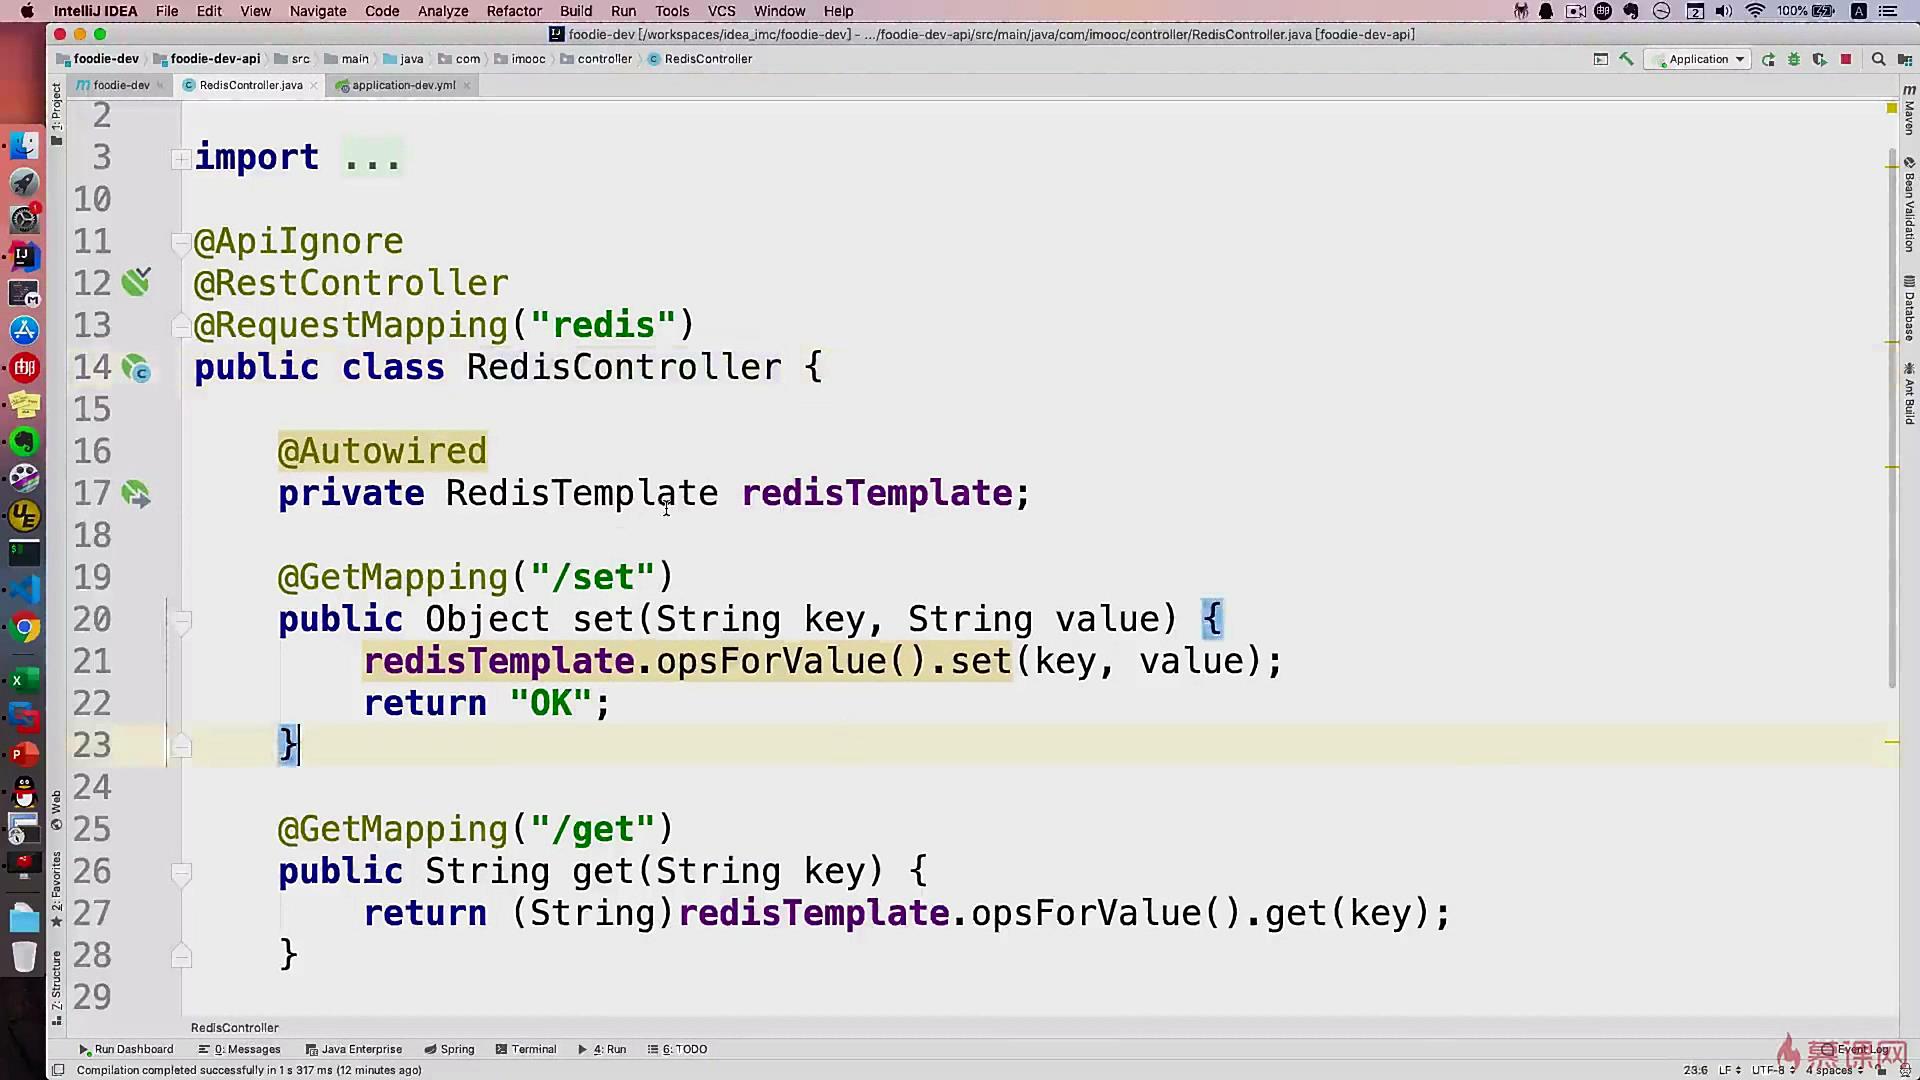 IntelliJ IDEA File Edit View Navigate Code Analyze Refactor Build Run Tools VCS Window Help 2 100% A
foodie-dev [/workspaces/idea_imc/foodie-dev] - .../foodie-dev-api/src/main/java/com/imooc/controller/RedisController.java [foodie-dev-api]
foodie-dev foodie-dev-api src main java com imooc controller RedisController Application
foodie-dev RedisController.java application-dev.yml
1: Project
Maven
Bean Validation
Database
Ant Build
2
3 import ...
10
11 @ApiIgnore
12 @RestController
13 @RequestMapping("redis")
14 public class RedisController {
15
16 @Autowired
17 private RedisTemplate redisTemplate;
18
19 @GetMapping("/set")
20 public Object set(String key, String value) {
21 redisTemplate.opsForValue().set(key, value);
22 return "OK";
23 }
24
25 @GetMapping("/get")
26 public String get(String key) {
27 return (String)redisTemplate.opsForValue().get(key);
28 }
29
Web
2: Favorites
7: Structure
RedisController
Run Dashboard 0: Messages Java Enterprise Spring Terminal 4: Run 6: TODO Event Log
Compilation completed successfully in 1 s 317 ms (12 minutes ago) 23:6 LF UTF-8 4 spaces
慕课网